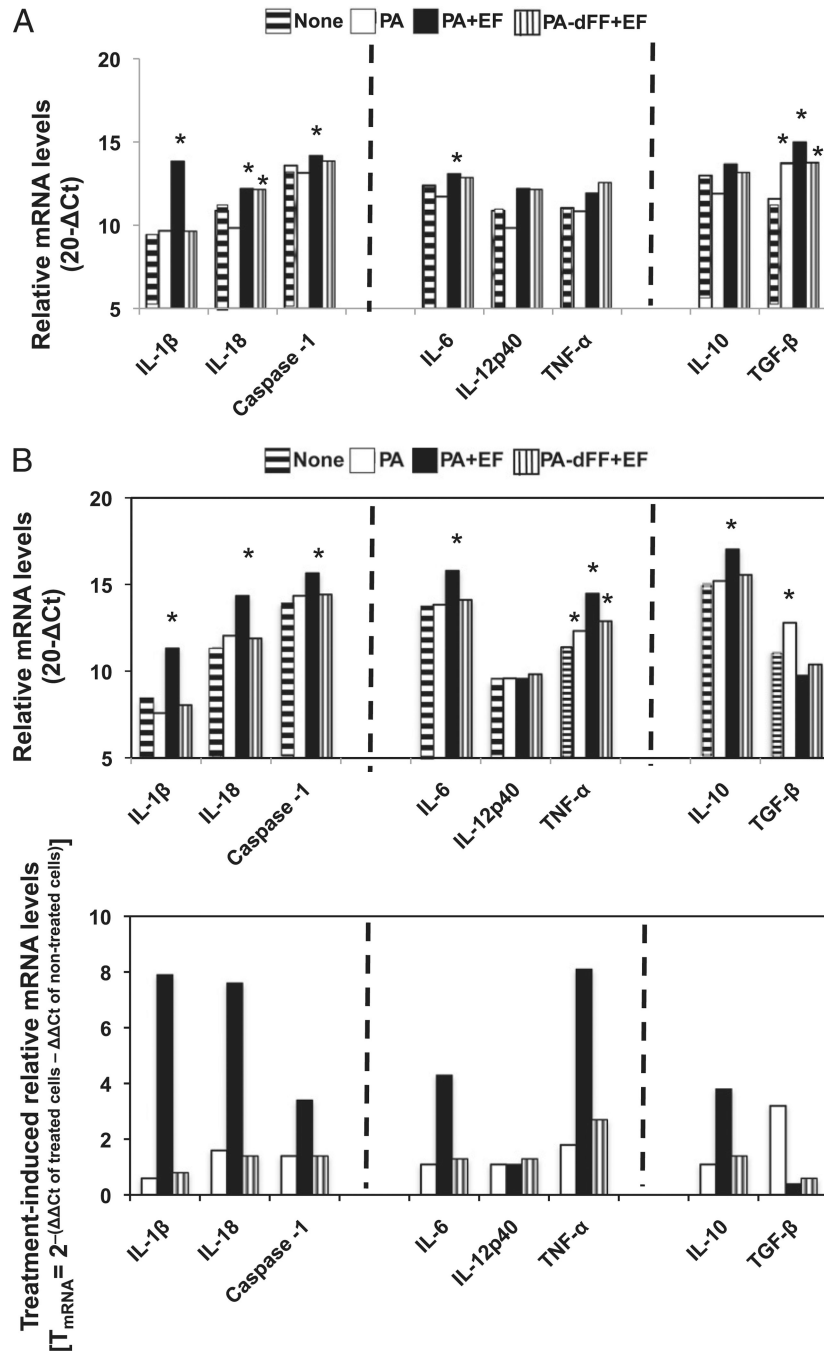 A
None PA PA+EF PA-dFF+EF
Relative mRNA levels
(20-ΔCt)
20
15
10
5
* * * * * * * *
IL-1β IL-18 Caspase -1 IL-6 IL-12p40 TNF-α IL-10 TGF-β
B
None PA PA+EF PA-dFF+EF
Relative mRNA levels
(20-ΔCt)
20
15
10
5
* * * * * * * * *
IL-1β IL-18 Caspase -1 IL-6 IL-12p40 TNF-α IL-10 TGF-β
Treatment-induced relative mRNA levels
[TmRNA = 2–(ΔΔCt of treated cells – ΔΔCt of non-treated cells)]
10
8
6
4
2
0
IL-1β IL-18 Caspase -1 IL-6 IL-12p40 TNF-α IL-10 TGF-β